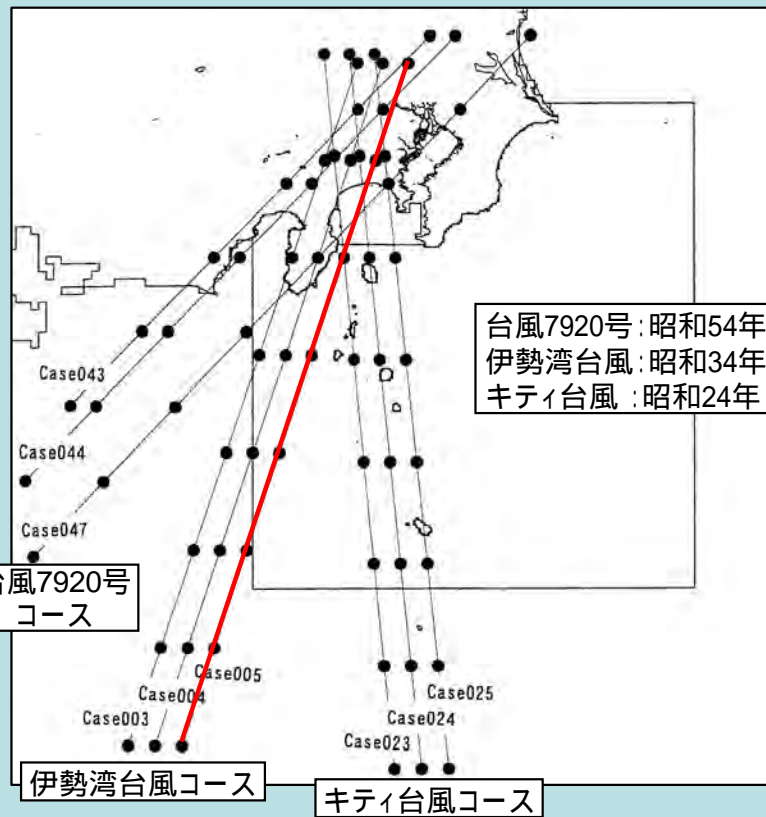 台風7920号:昭和54年
伊勢湾台風:昭和34年
キティ台風 :昭和24年
Case043
Case044
Case047
台風7920号
コース
Case005
Case004
Case003
Case025
Case024
Case023
伊勢湾台風コース
キティ台風コース